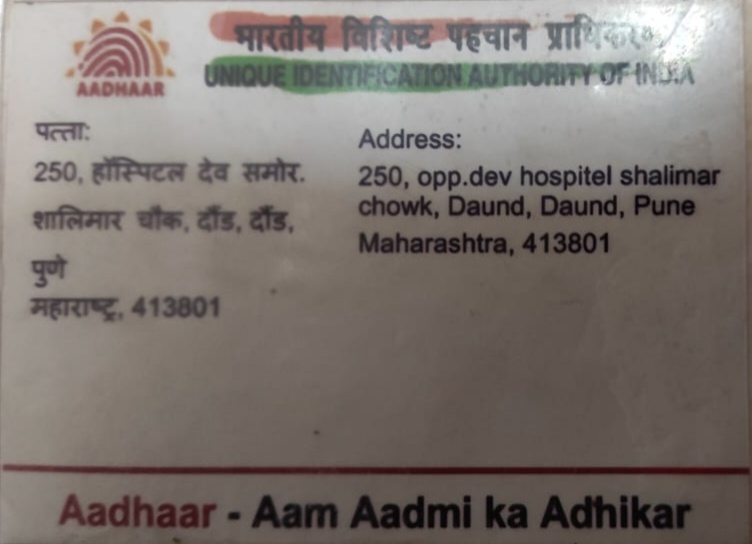 भारतीय विशिष्ट पहचान प्राधिकरण
UNIQUE IDENTIFICATION AUTHORITY OF INDIA
AADHAAR
पत्ता:
250, हॉस्पिटल देव समोर.
शालिमार चौक, दौंड, दौंड,
पुणे
महाराष्ट्र, 413801
Address:
250, opp.dev hospitel shalimar
chowk, Daund, Daund, Pune
Maharashtra, 413801
Aadhaar - Aam Aadmi ka Adhikar